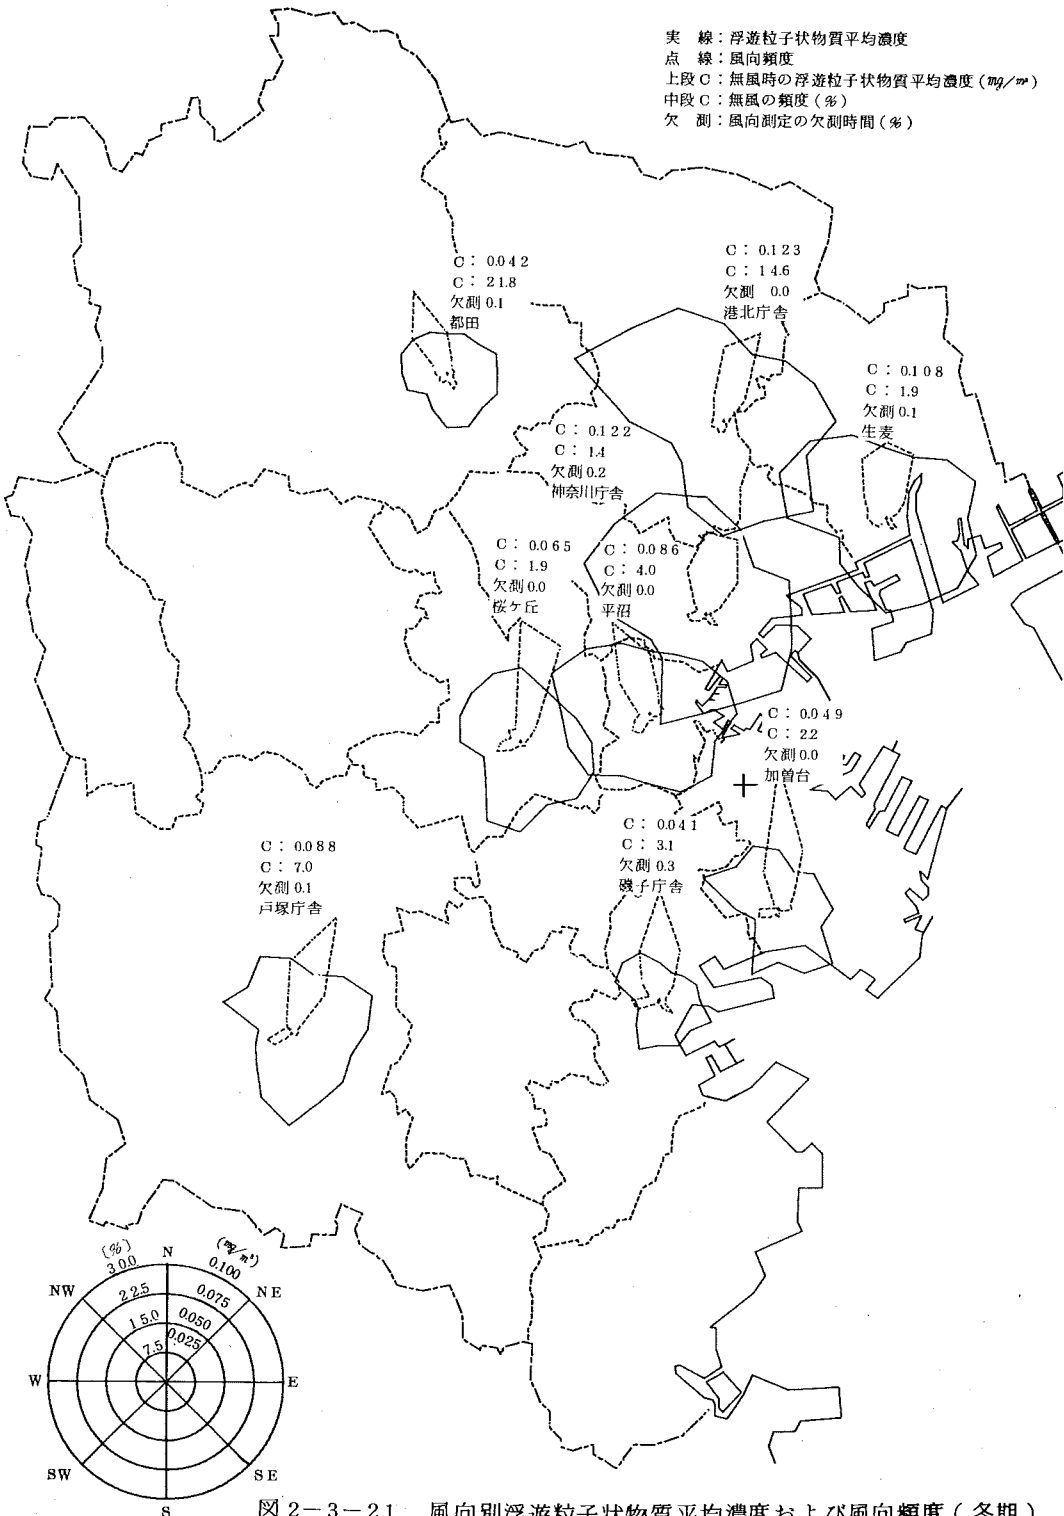 実 線：浮遊粒子状物質平均濃度
点 線：風向頻度
上段C：無風時の浮遊粒子状物質平均濃度(mg/m³)
中段C：無風の頻度(%)
欠 測：風向測定の欠測時間(%)
C：0.042
C：21.8
欠測 0.1
都田
C：0.123
C：14.6
欠測 0.0
港北庁舎
C：0.108
C：1.9
欠測 0.1
生麦
C：0.122
C：1.4
欠測 0.2
神奈川庁舎
C：0.065
C：1.9
欠測 0.0
桜ケ丘
C：0.086
C：4.0
欠測 0.0
平沼
C：0.049
C：2.2
欠測 0.0
加曽台
C：0.041
C：3.1
欠測 0.3
磯子庁舎
C：0.088
C：7.0
欠測 0.1
戸塚庁舎
(%)
30.0
22.5
15.0
7.5
(mg/m³)
0.100
0.075
0.050
0.025
N
NE
E
SE
S
SW
W
NW
図2-3-21 風向別浮遊粒子状物質平均濃度および風向頻度(冬期)